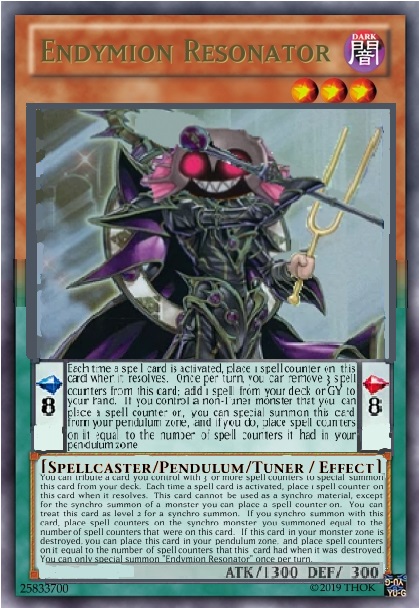 ENDYMION RESONATOR
DARK
闇
Each time a spell card is activated, place 1 spell counter on this
card when it resolves. Once per turn, you can remove 3 spell
counters from this card; add 1 spell from your deck or GY to
your hand. If you control a non-Tuner monster that you can
place a spell counter on, you can special summon this card
from your pendulum zone, and if you do, place spell counters
on it equal to the number of spell counters it had in your
pendulum zone
8
8
[SPELLCASTER/PENDULUM/TUNER / EFFECT]
You can tribute a card you control with 3 or more spell counters to special summon
this card from your deck. Each time a spell card is activated, place 1 spell counter on
this card when it resolves. This card cannot be used as a synchro material, except
for the synchro summon of a monster you can place a spell counter on. You can
treat this card as level 2 for a synchro summon. If you synchro summon with this
card, place spell counters on the synchro monster you summoned equal to the
number of spell counters that were on this card. If this card in your monster zone is
destroyed, you can place this card in your pendulum zone, and place spell counters
on it equal to the number of spell counters that this card had when it was destroyed.
You can only special summon "Endymion Resonator" once per turn.
ATK/1300 DEF/ 300
25833700
©2019 THOK